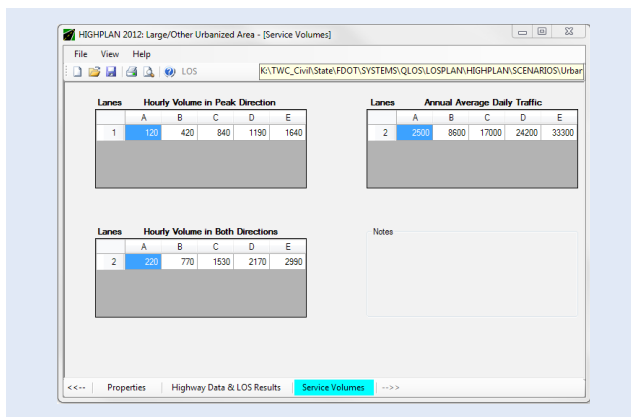 HIGHPLAN 2012: Large/Other Urbanized Area - [Service Volumes]
File View Help
LOS
K:\TWC_Civil\State\FDOT\SYSTEMS\QLOS\LOSPLAN\HIGHPLAN\SCENARIOS\Urbar
Lanes Hourly Volume in Peak Direction
A B C D E
1 120 420 840 1190 1640
Lanes Annual Average Daily Traffic
A B C D E
2 2500 8600 17000 24200 33300
Lanes Hourly Volume in Both Directions
A B C D E
2 220 770 1530 2170 2990
Notes
<<-- Properties Highway Data & LOS Results Service Volumes -->>